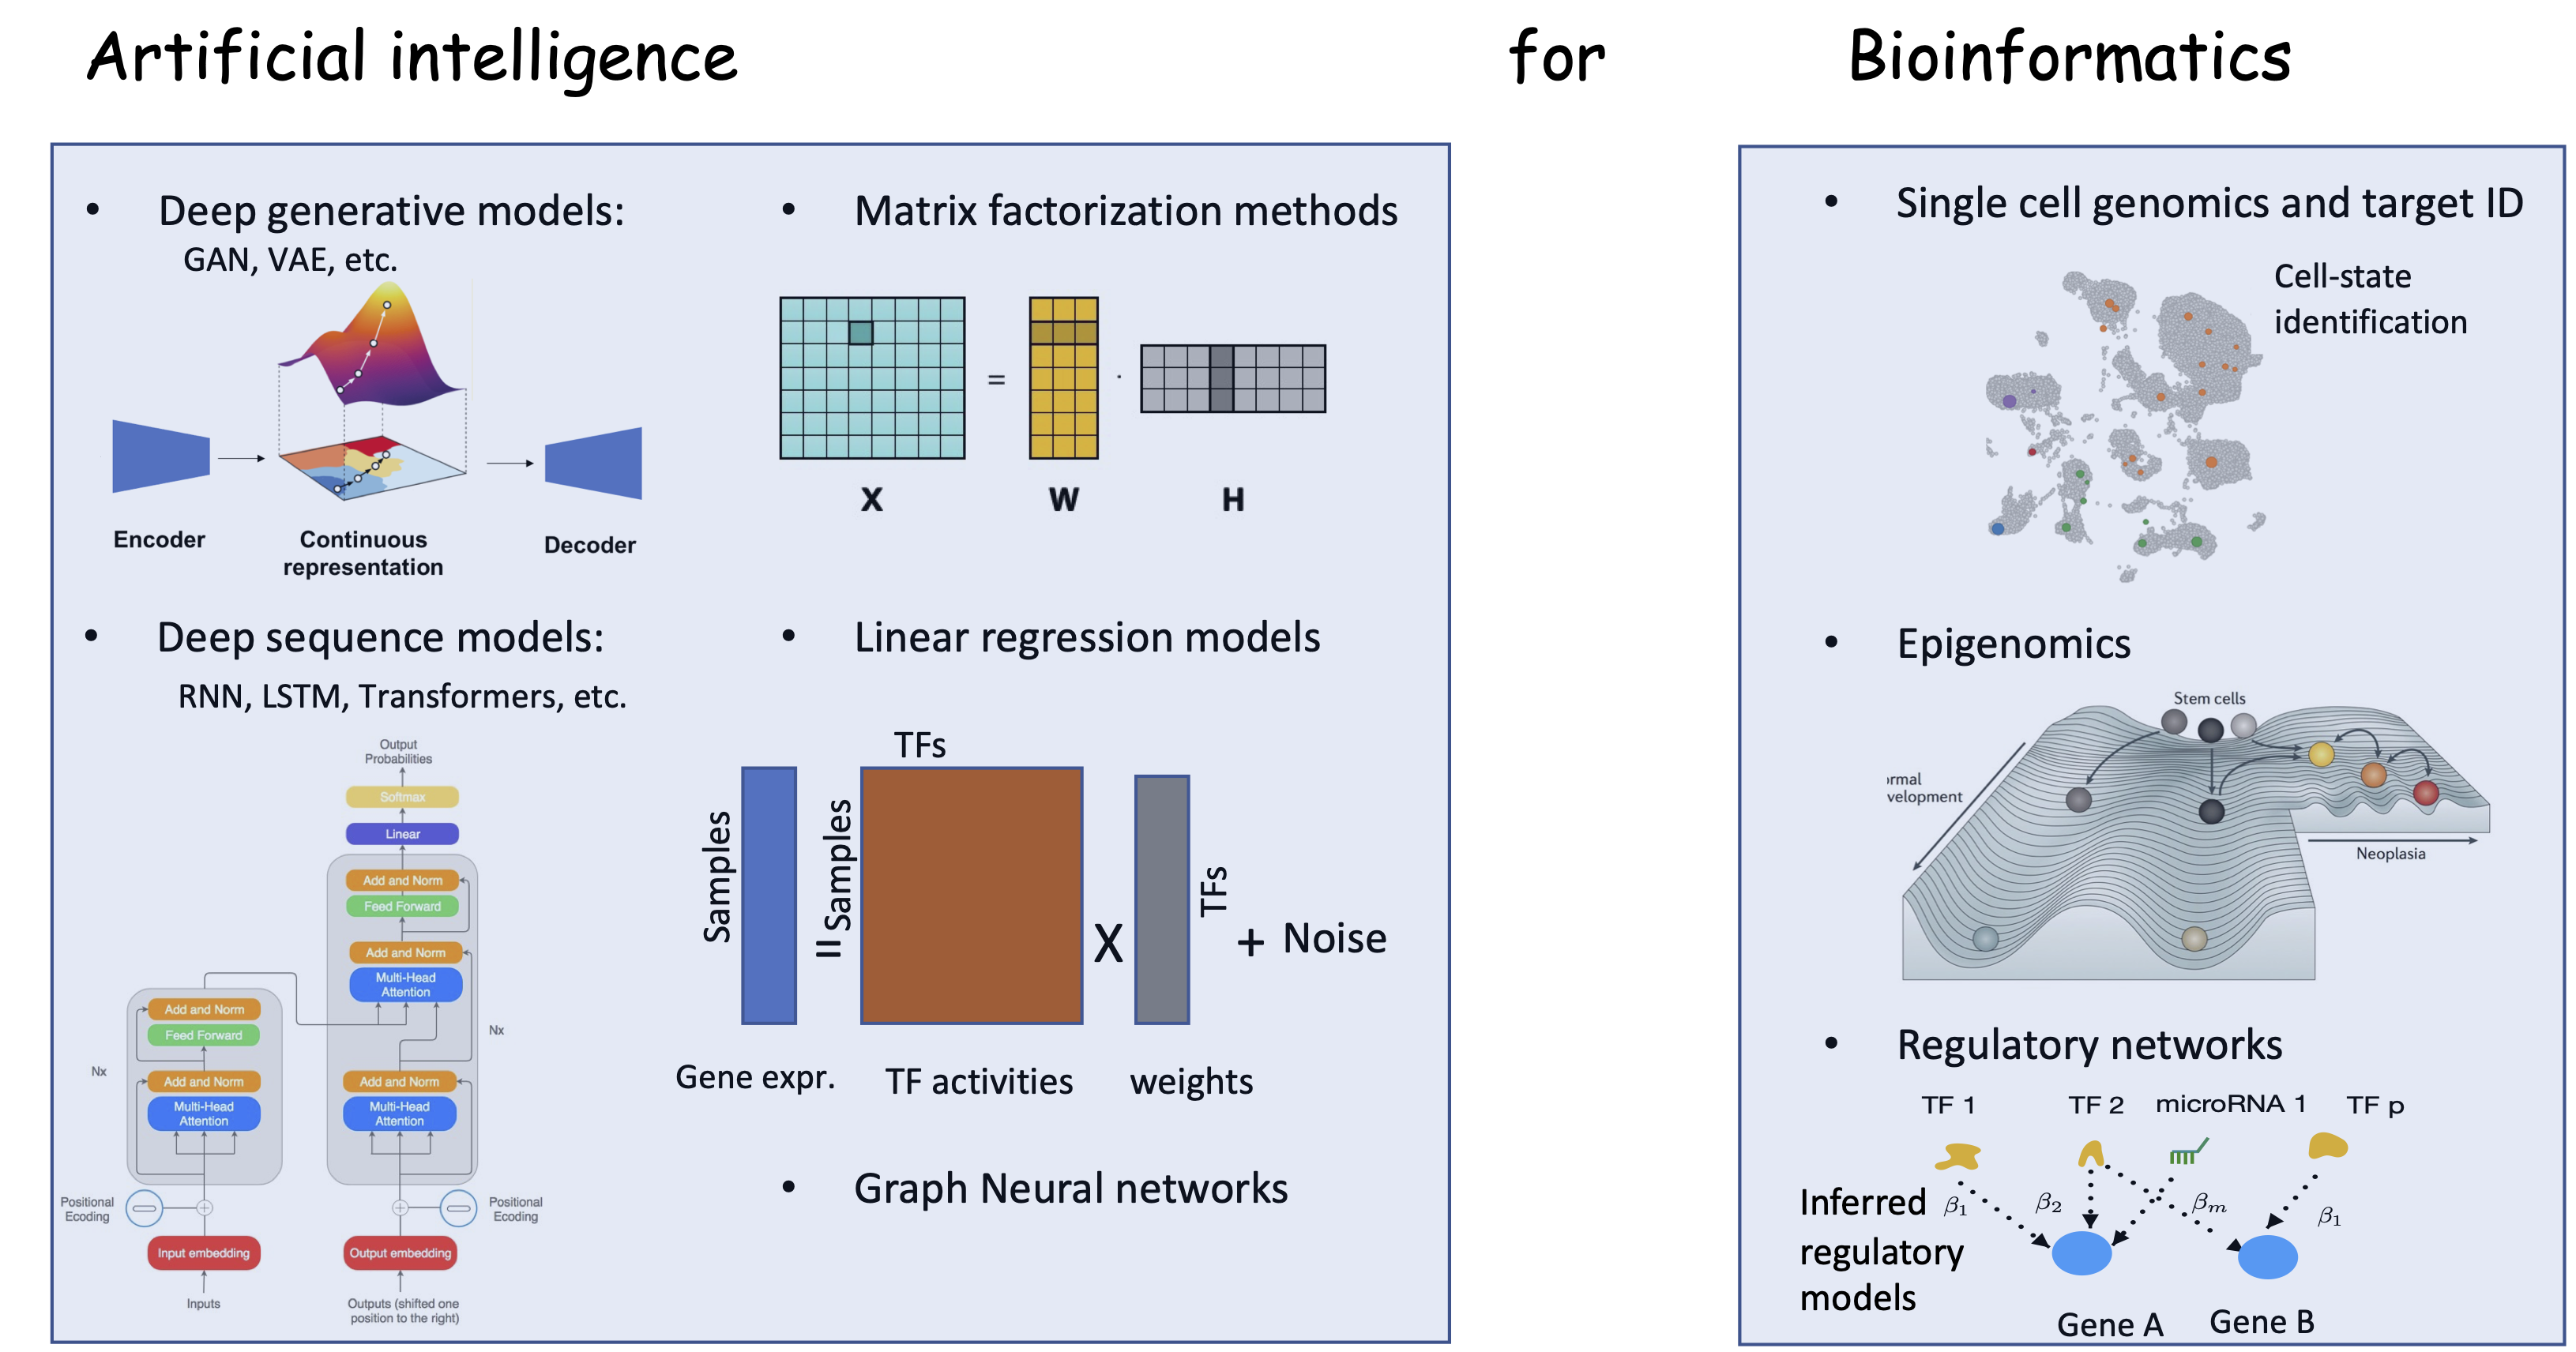 Artificial intelligence for Bioinformatics
• Deep generative models:
GAN, VAE, etc.
Encoder
Continuous
representation
Decoder
• Matrix factorization methods
=
·
X
W
H
• Deep sequence models:
RNN, LSTM, Transformers, etc.
Output
Probabilities
Softmax
Linear
Add and Norm
Feed Forward
Add and Norm
Multi-Head
Attention
Add and Norm
Feed Forward
Nx
Nx
Add and Norm
Add and Norm
Multi-Head
Attention
Multi-Head
Attention
Positional
Ecoding
+
+
Positional
Ecoding
Input embedding
Output embedding
Inputs
Outputs (shifted one
position to the right)
• Linear regression models
TFs
Samples
=
Samples
X
TFs
+ Noise
Gene expr.
TF activities
weights
• Graph Neural networks
• Single cell genomics and target ID
Cell-state
identification
• Epigenomics
Stem cells
rmal
velopment
Neoplasia
• Regulatory networks
TF 1
TF 2
microRNA 1
TF p
Inferred
regulatory
models
β1
β2
βm
β1
Gene A
Gene B